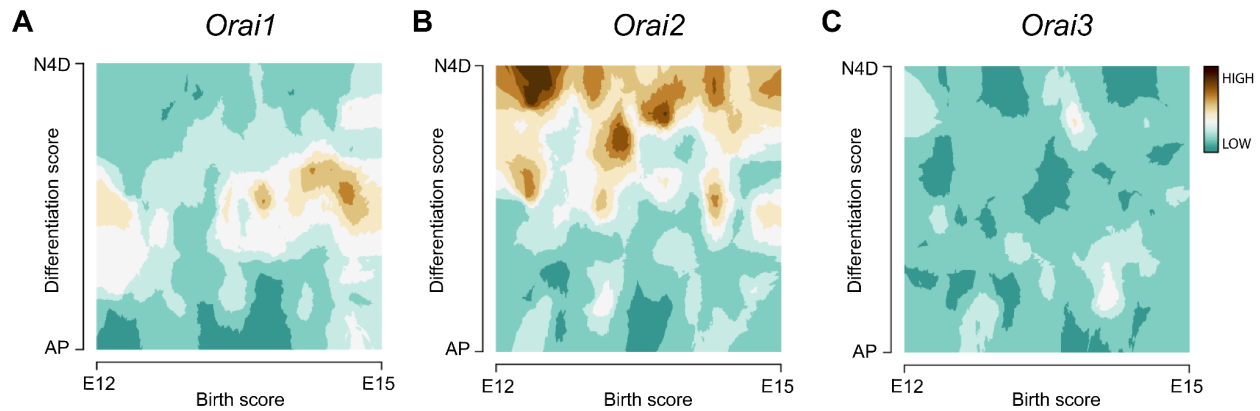 A
Orai1
N4D
Differentiation score
AP
E12
E15
Birth score
B
Orai2
N4D
Differentiation score
AP
E12
E15
Birth score
C
Orai3
N4D
Differentiation score
AP
E12
E15
Birth score
HIGH
LOW